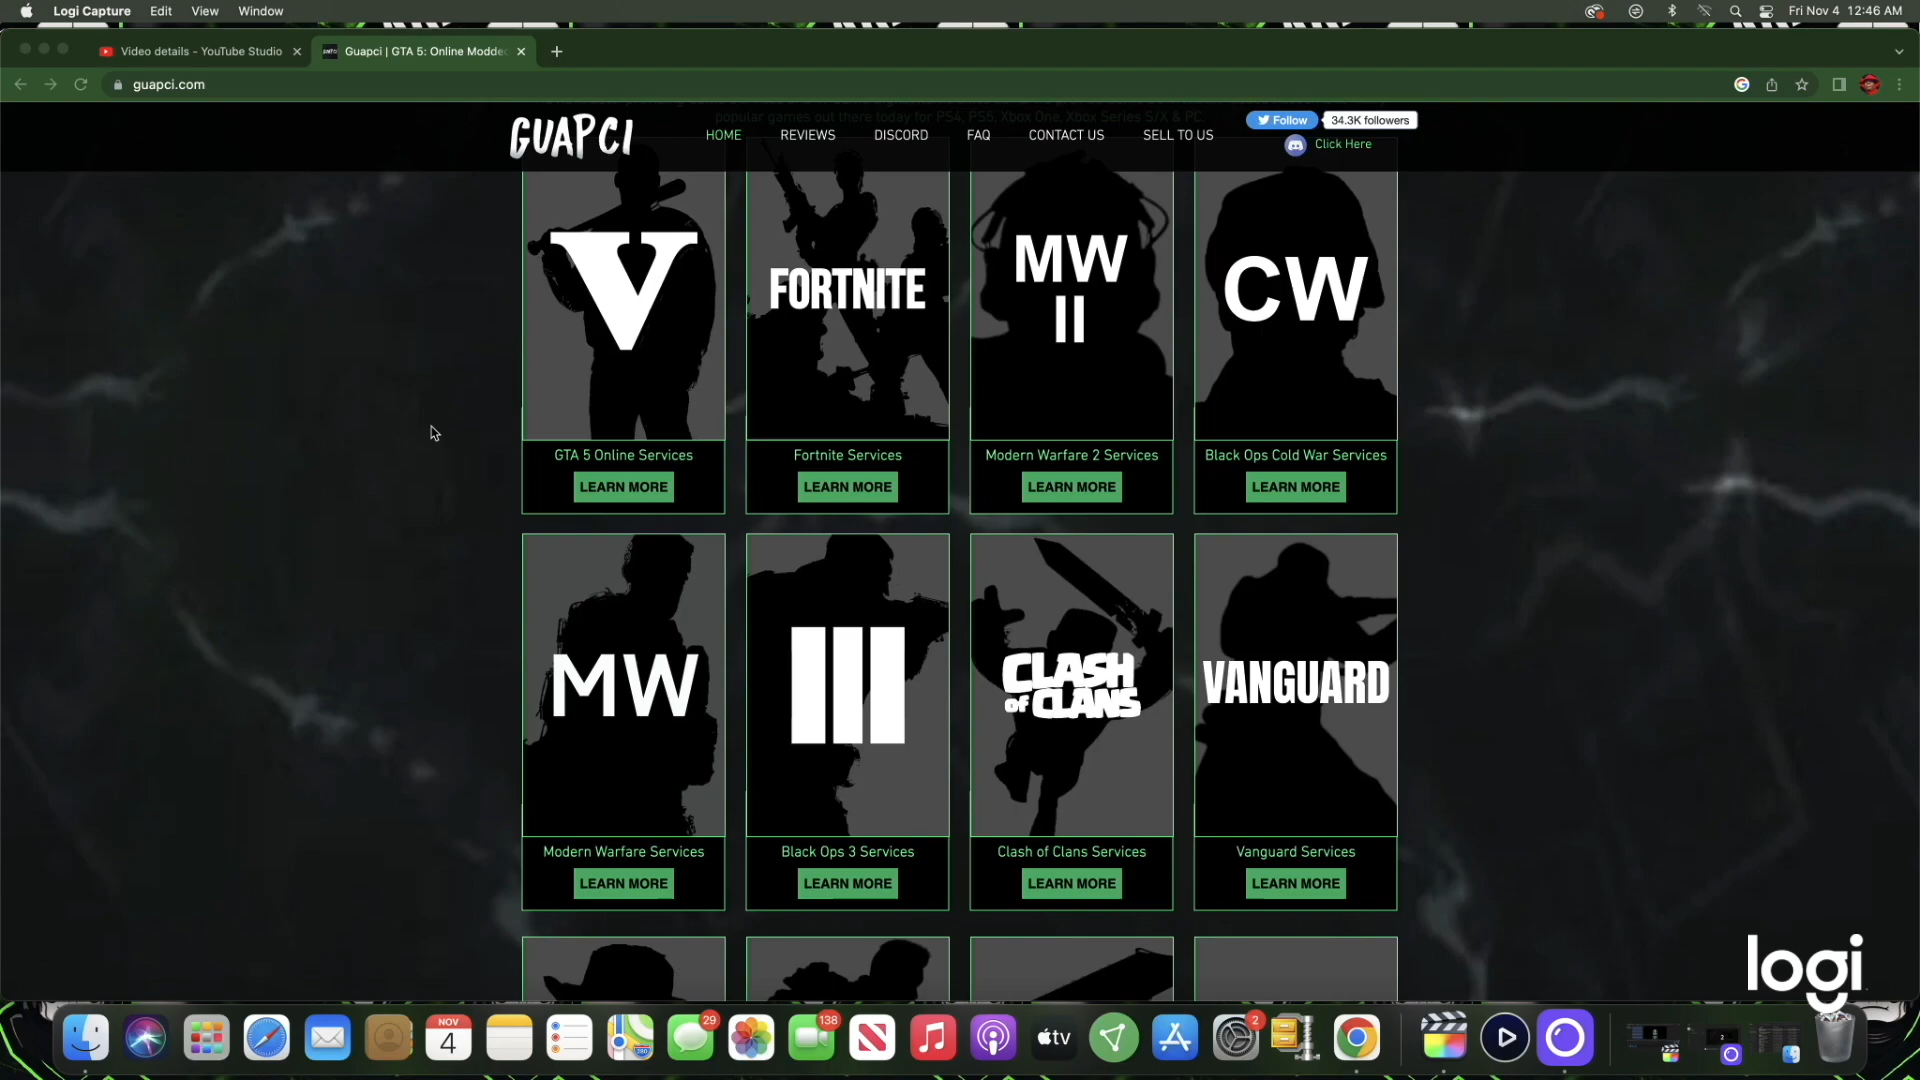 Logi Capture Edit View Window Fri Nov 4 12:46 AM
Video details - YouTube Studio Guapci | GTA 5: Online Modded
guapci.com
popular games out there today for PS4, PS5, Xbox One, Xbox Series S/X & PC.
GUAPCI HOME REVIEWS DISCORD FAQ CONTACT US SELL TO US Follow 34.3K followers
Click Here
V FORTNITE MW II CW
GTA 5 Online Services Fortnite Services Modern Warfare 2 Services Black Ops Cold War Services
LEARN MORE LEARN MORE LEARN MORE LEARN MORE
MW III CLASH of CLANS VANGUARD
Modern Warfare Services Black Ops 3 Services Clash of Clans Services Vanguard Services
LEARN MORE LEARN MORE LEARN MORE LEARN MORE
logi
NOV 29 138 2
4 tv